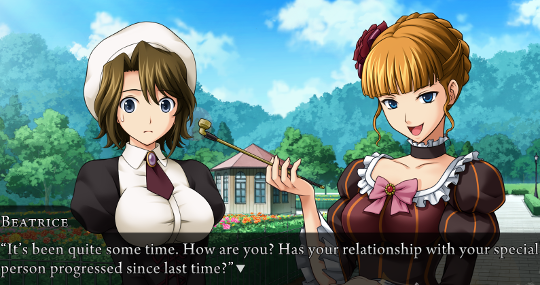 Beatrice
“It's been quite some time. How are you? Has your relationship with your special
person progressed since last time?”